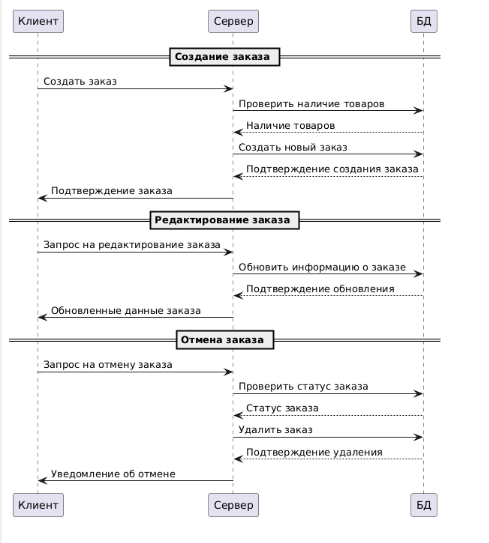 Клиент Сервер БД
Создание заказа
Создать заказ
Проверить наличие товаров
Наличие товаров
Создать новый заказ
Подтверждение создания заказа
Подтверждение заказа
Редактирование заказа
Запрос на редактирование заказа
Обновить информацию о заказе
Подтверждение обновления
Обновленные данные заказа
Отмена заказа
Запрос на отмену заказа
Проверить статус заказа
Статус заказа
Удалить заказ
Подтверждение удаления
Уведомление об отмене
Клиент Сервер БД